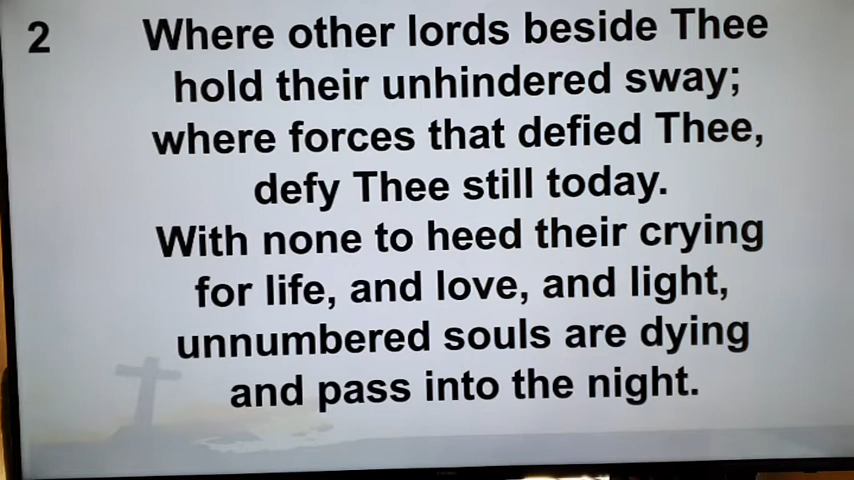 2 Where other lords beside Thee
hold their unhindered sway;
where forces that defied Thee,
defy Thee still today.
With none to heed their crying
for life, and love, and light,
unnumbered souls are dying
and pass into the night.